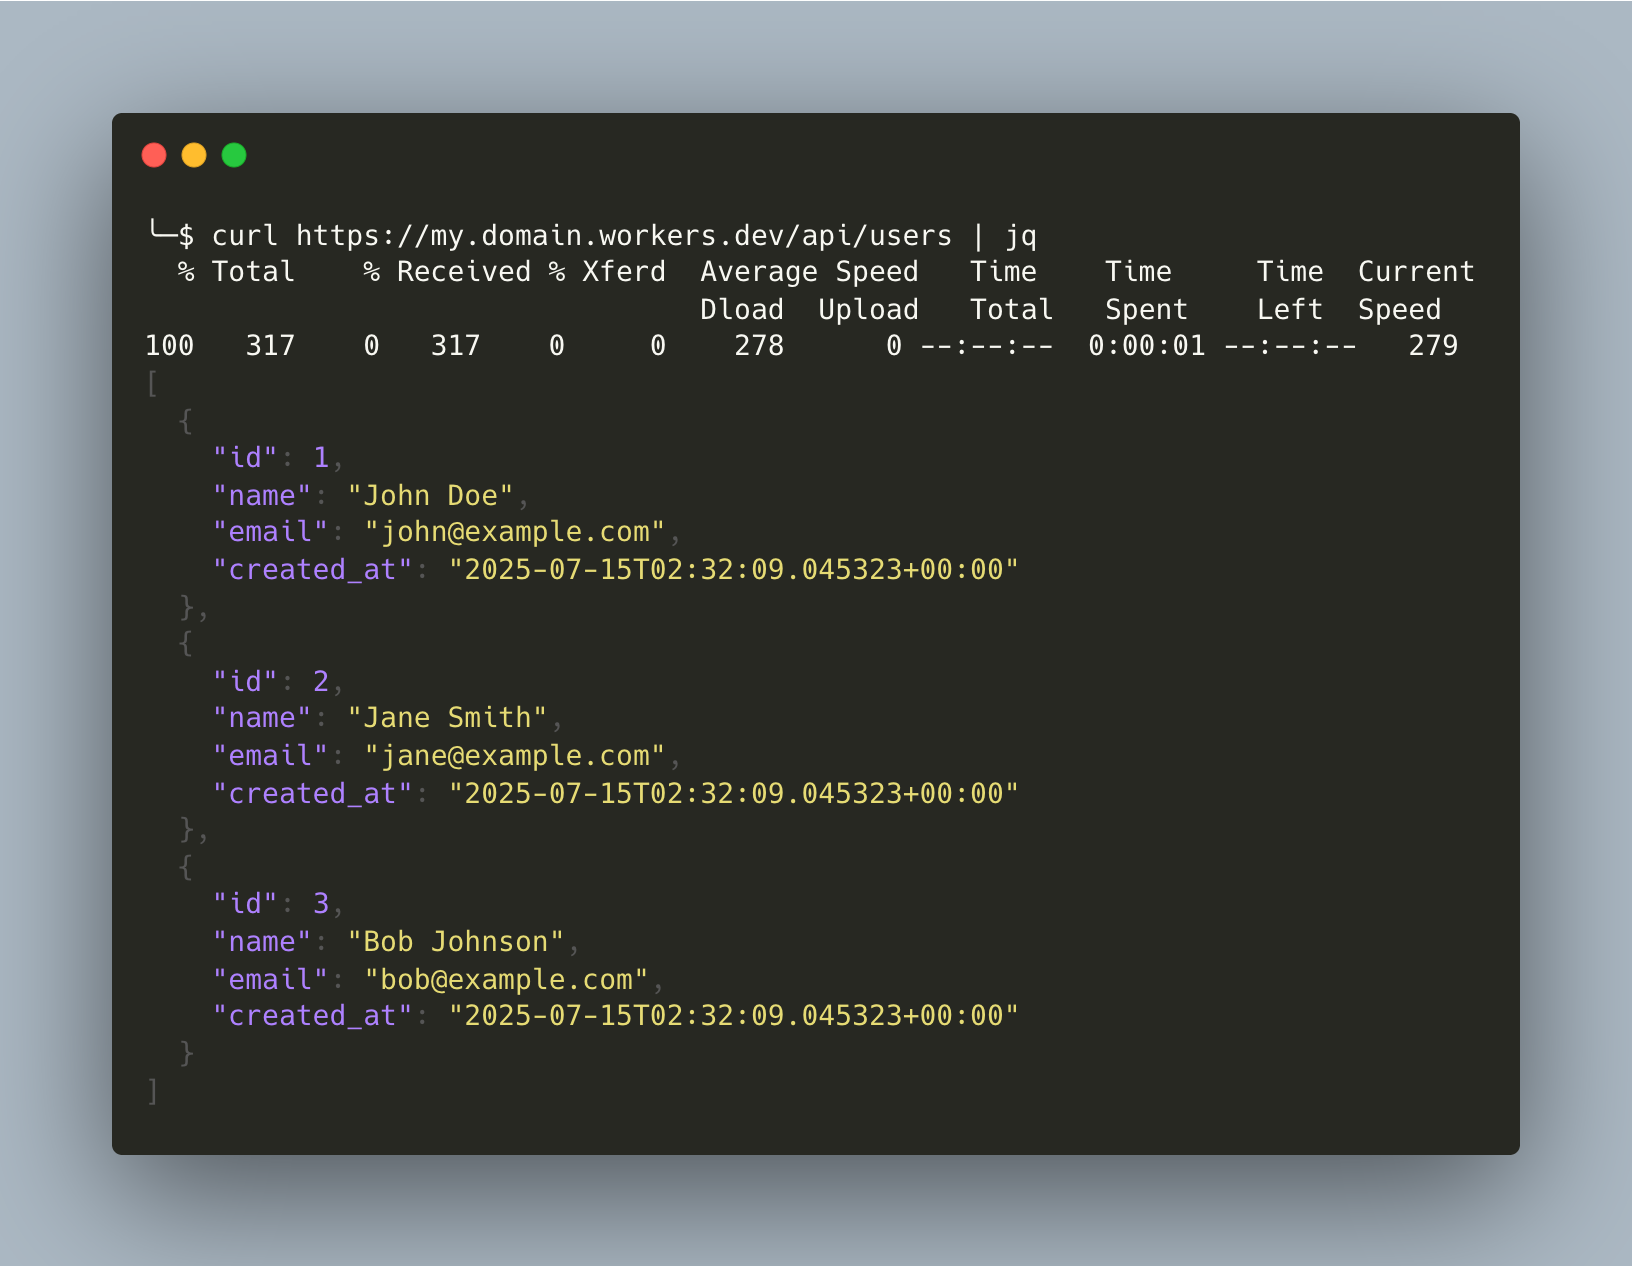 ╰─$ curl https://my.domain.workers.dev/api/users | jq
  % Total    % Received % Xferd  Average Speed   Time    Time     Time  Current
                                 Dload  Upload   Total   Spent    Left  Speed
100   317    0   317    0     0    278      0 --:--:--  0:00:01 --:--:--   279
[
  {
    "id": 1,
    "name": "John Doe",
    "email": "john@example.com",
    "created_at": "2025-07-15T02:32:09.045323+00:00"
  },
  {
    "id": 2,
    "name": "Jane Smith",
    "email": "jane@example.com",
    "created_at": "2025-07-15T02:32:09.045323+00:00"
  },
  {
    "id": 3,
    "name": "Bob Johnson",
    "email": "bob@example.com",
    "created_at": "2025-07-15T02:32:09.045323+00:00"
  }
]